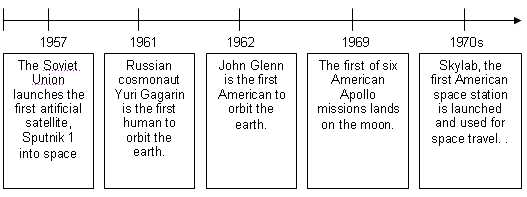 1957
1961
1962
1969
1970s
The Soviet
Union
launches the
first artificial
satellite,
Sputnik 1
into space
Russian
cosmonaut
Yuri Gagarin
is the first
human to
orbit the
earth.
John Glenn
is the first
American to
orbit the
earth.
The first of six
American
Apollo
missions lands
on the moon.
Skylab, the
first American
space station
is launched
and used for
space travel. .